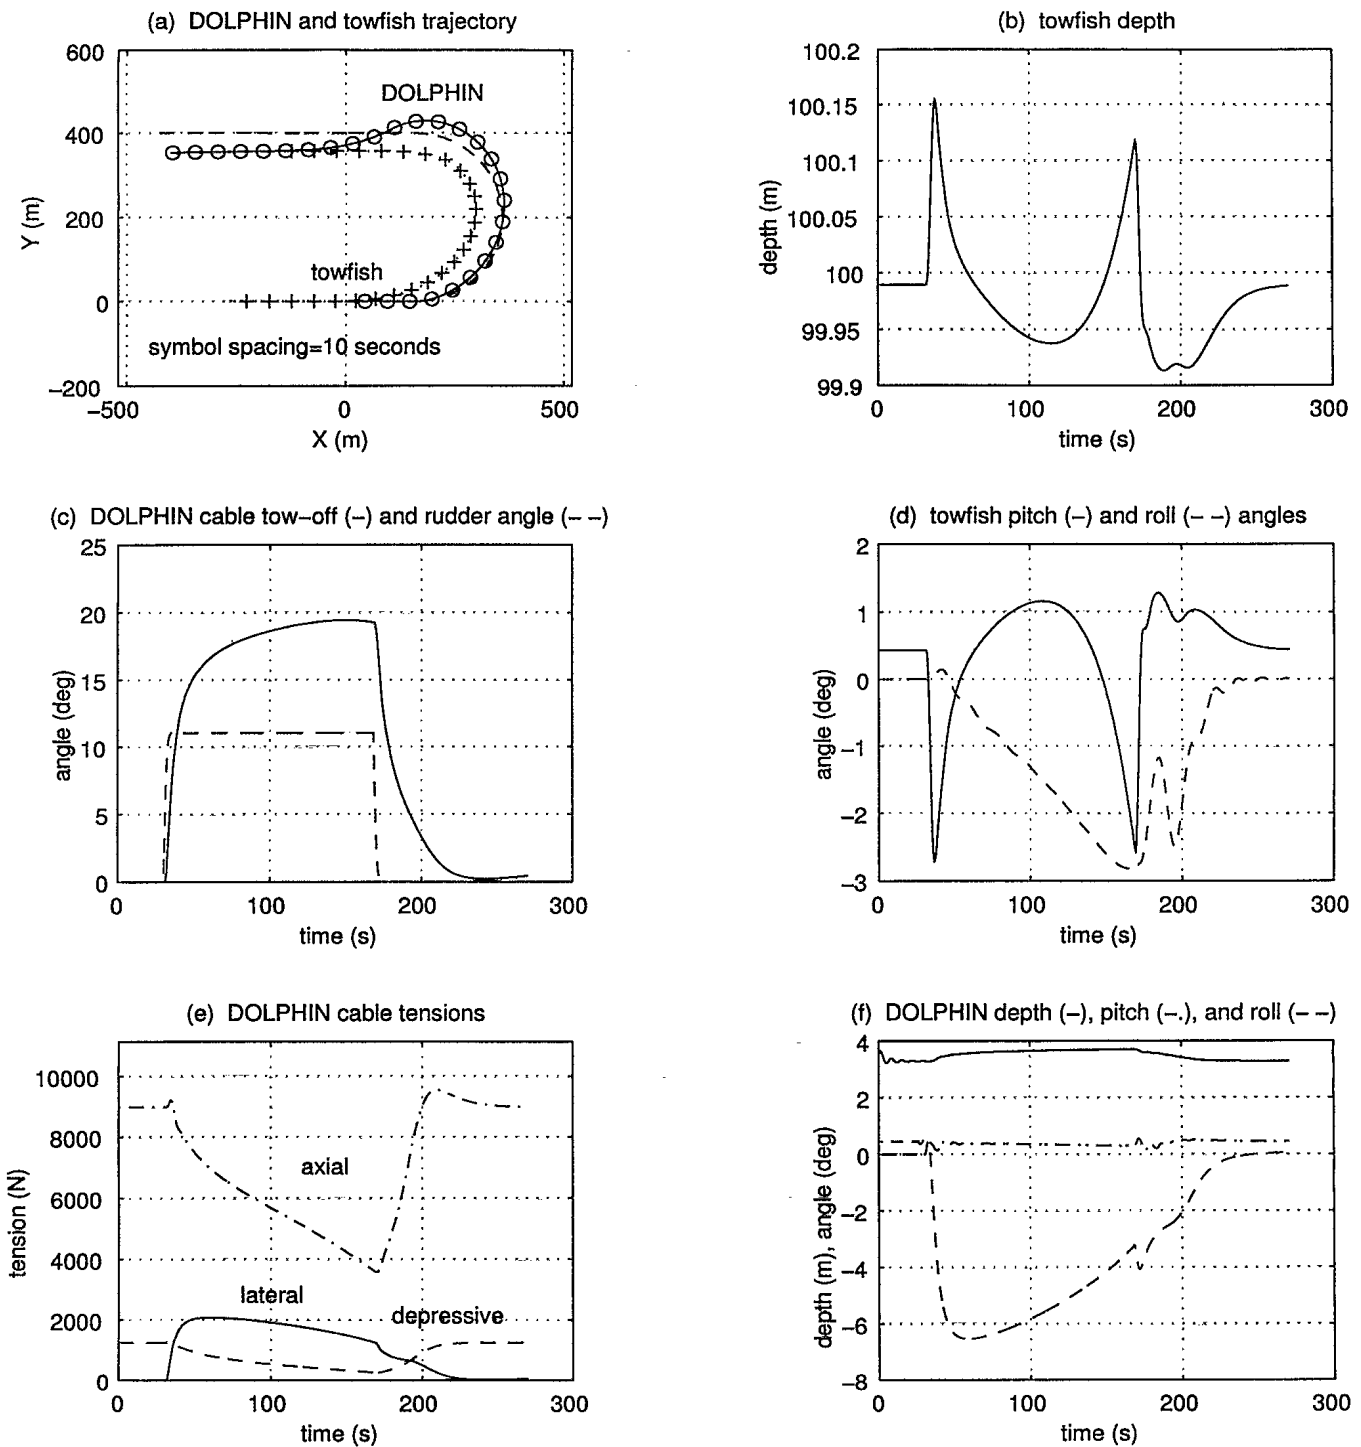 (a) DOLPHIN and towfish trajectory
600
400
200
0
−200
−500
0
500
Y (m)
X (m)
DOLPHIN
towfish
symbol spacing=10 seconds
(b) towfish depth
100.2
100.15
100.1
100.05
100
99.95
99.9
0
100
200
300
depth (m)
time (s)
(c) DOLPHIN cable tow−off (−) and rudder angle (− −)
25
20
15
10
5
0
0
100
200
300
angle (deg)
time (s)
(d) towfish pitch (−) and roll (− −) angles
2
1
0
−1
−2
−3
0
100
200
300
angle (deg)
time (s)
(e) DOLPHIN cable tensions
10000
8000
6000
4000
2000
0
0
100
200
300
tension (N)
time (s)
axial
lateral
depressive
(f) DOLPHIN depth (−), pitch (−.), and roll (− −)
4
2
0
−2
−4
−6
−8
0
100
200
300
depth (m), angle (deg)
time (s)